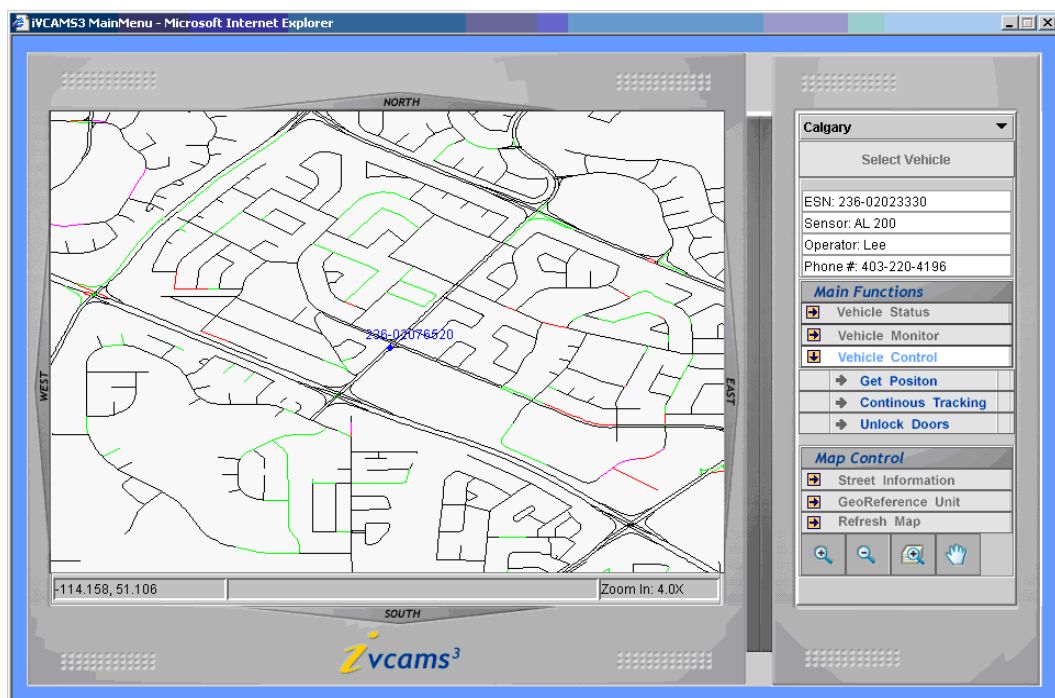 iVCAMS3 MainMenu - Microsoft Internet Explorer
NORTH
WEST
EAST
236-02076520
-114.158, 51.106
Zoom In: 4.0X
SOUTH
ivcams³
Calgary
Select Vehicle
ESN: 236-02023330
Sensor: AL 200
Operator: Lee
Phone #: 403-220-4196
Main Functions
Vehicle Status
Vehicle Monitor
Vehicle Control
Get Positon
Continous Tracking
Unlock Doors
Map Control
Street Information
GeoReference Unit
Refresh Map